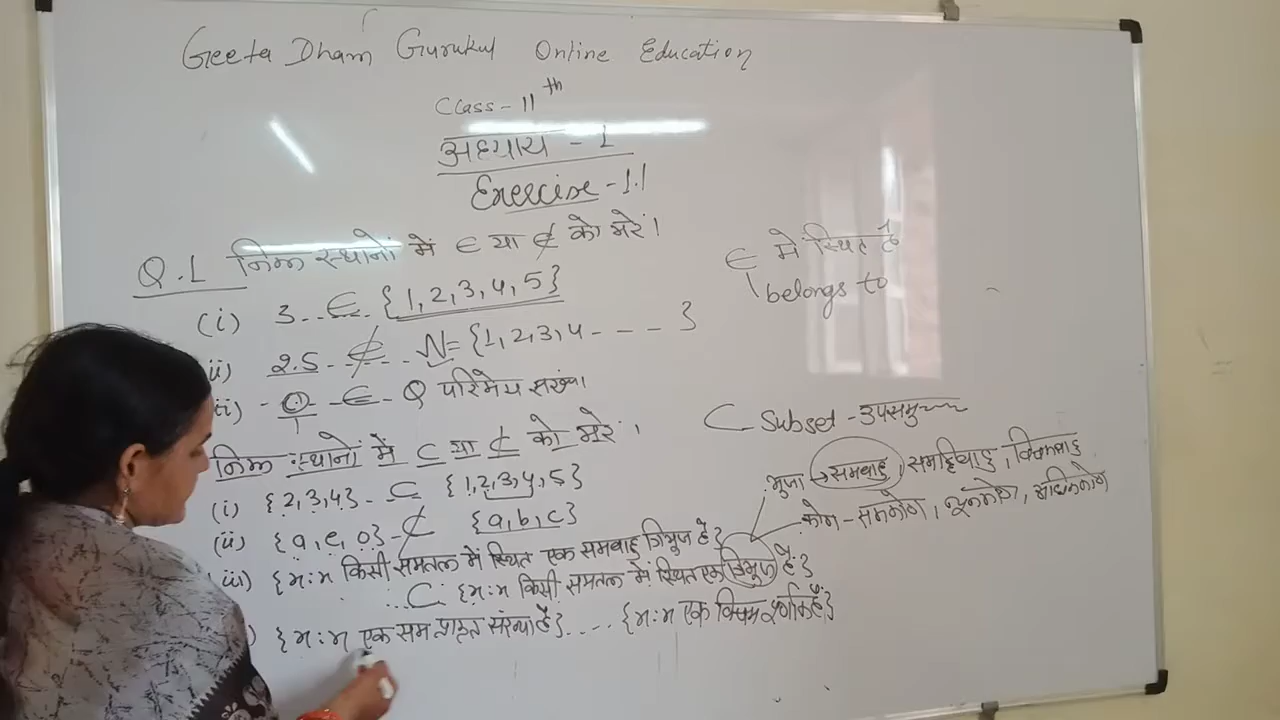 Geeta Dham Gurukul Online Education
Class - 11th
अध्याय - 1
Exercise - 1.1
Q.1 निम्न स्थानों में ∈ या ∉ को भरें।
(i) 3 .. ∈ .. {1, 2, 3, 4, 5}
ii) 2.5 - ∉ - - N = {1, 2, 3, 4 - - - - }
ii) - 0/1 - ∈ - Q परिमेय संख्या
∈ में स्थित है
belongs to
निम्न स्थानों में ⊂ या ⊄ को भरें।
(i) {2, 3, 4} - ⊂ {1, 2, 3, 4, 5}
(ii) {a, e, o} - ⊄ {a, b, c}
iii) {x : x किसी समतल में स्थित एक समबाहु त्रिभुज है}
... ⊂ {x : x किसी समतल में स्थित एक त्रिभुज है}
) {x : x एक सम प्राकृत संख्या है} .... {x : x एक पूर्णांक है}
⊂ Subset - उपसमु
भुजा → समबाहु, समद्विबाहु, विषमबाहु
कोण - समकोण, न्यूनकोण, अधिककोण